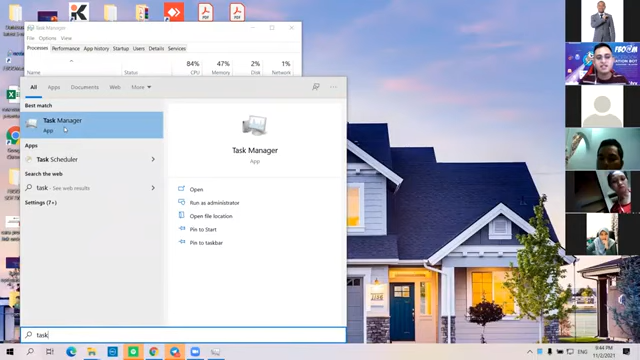 Task Manager
File Options View
Processes Performance App history Startup Users Details Services
84% 47% 2% 1%
Name Status CPU Memory Disk Network
All Apps Documents Web More
Best match
Task Manager
App
Apps
Task Scheduler
Search the web
task - See web results
Settings (7+)
Task Manager
App
Open
Run as administrator
Open file location
Pin to Start
Pin to taskbar
task
PDF
PDF
ENG
9:44 PM
11/2/2021